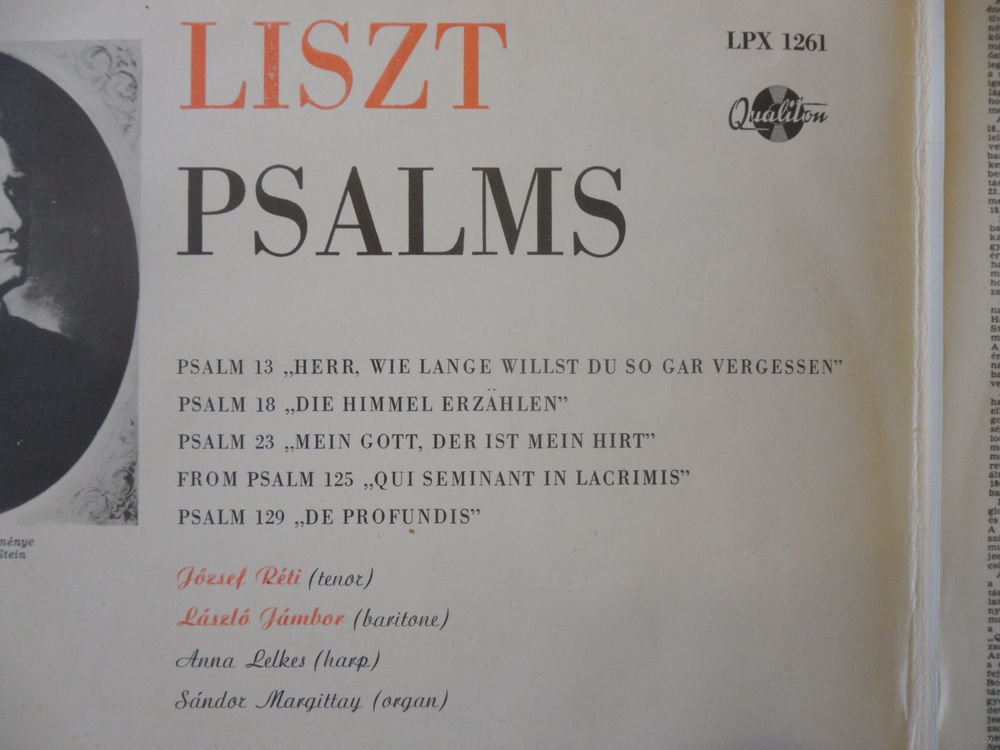 LISZT
LPX 1261
Qualiton
PSALMS
PSALM 13 „HERR, WIE LANGE WILLST DU SO GAR VERGESSEN”
PSALM 18 „DIE HIMMEL ERZÄHLEN”
PSALM 23 „MEIN GOTT, DER IST MEIN HIRT”
FROM PSALM 125 „QUI SEMINANT IN LACRIMIS”
PSALM 129 „DE PROFUNDIS”
ménye
Stein
József Réti (tenor)
László Jámbor (baritone)
Anna Lelkes (harp)
Sándor Margittay (organ)